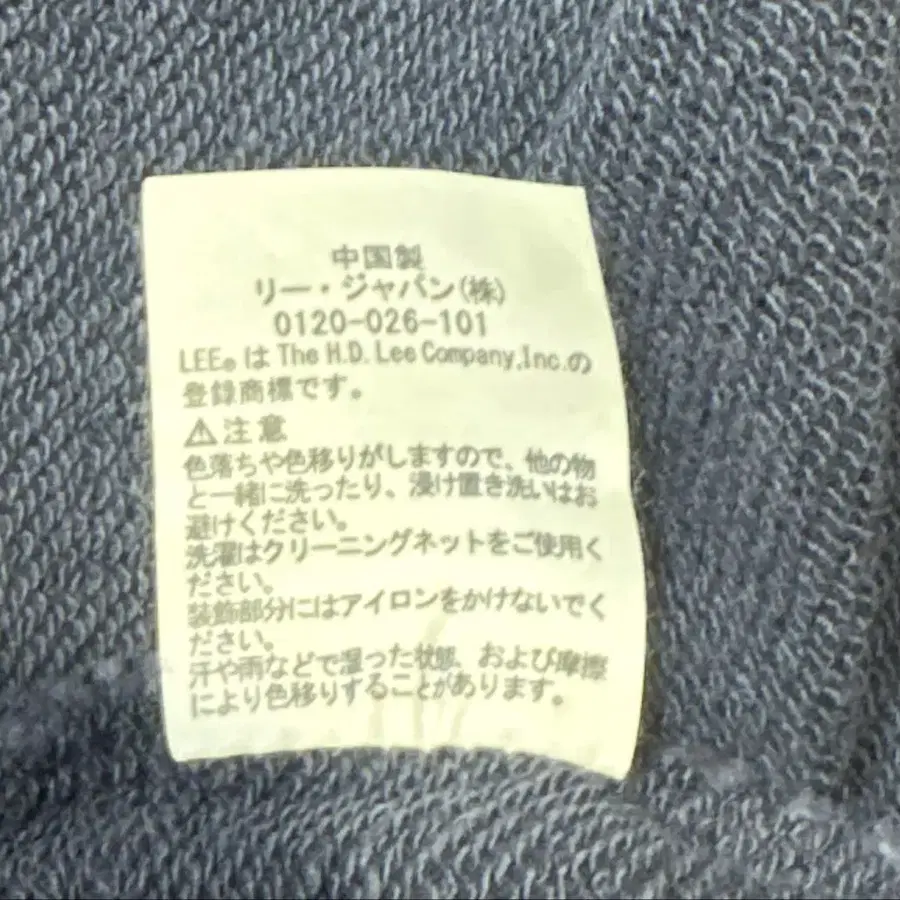 中国製
リー・ジャパン(株)
0120-026-101
LEE® は The H.D. Lee Company,Inc.の
登録商標です。
⚠注意
色落ちや色移りがしますので、他の物
と一緒に洗ったり、浸け置き洗いはお
避けください。
洗濯はクリーニングネットをご使用く
ださい。
装飾部分にはアイロンをかけないでく
ださい。
汗や雨などで湿った状態、および摩擦
により色移りすることがあります。